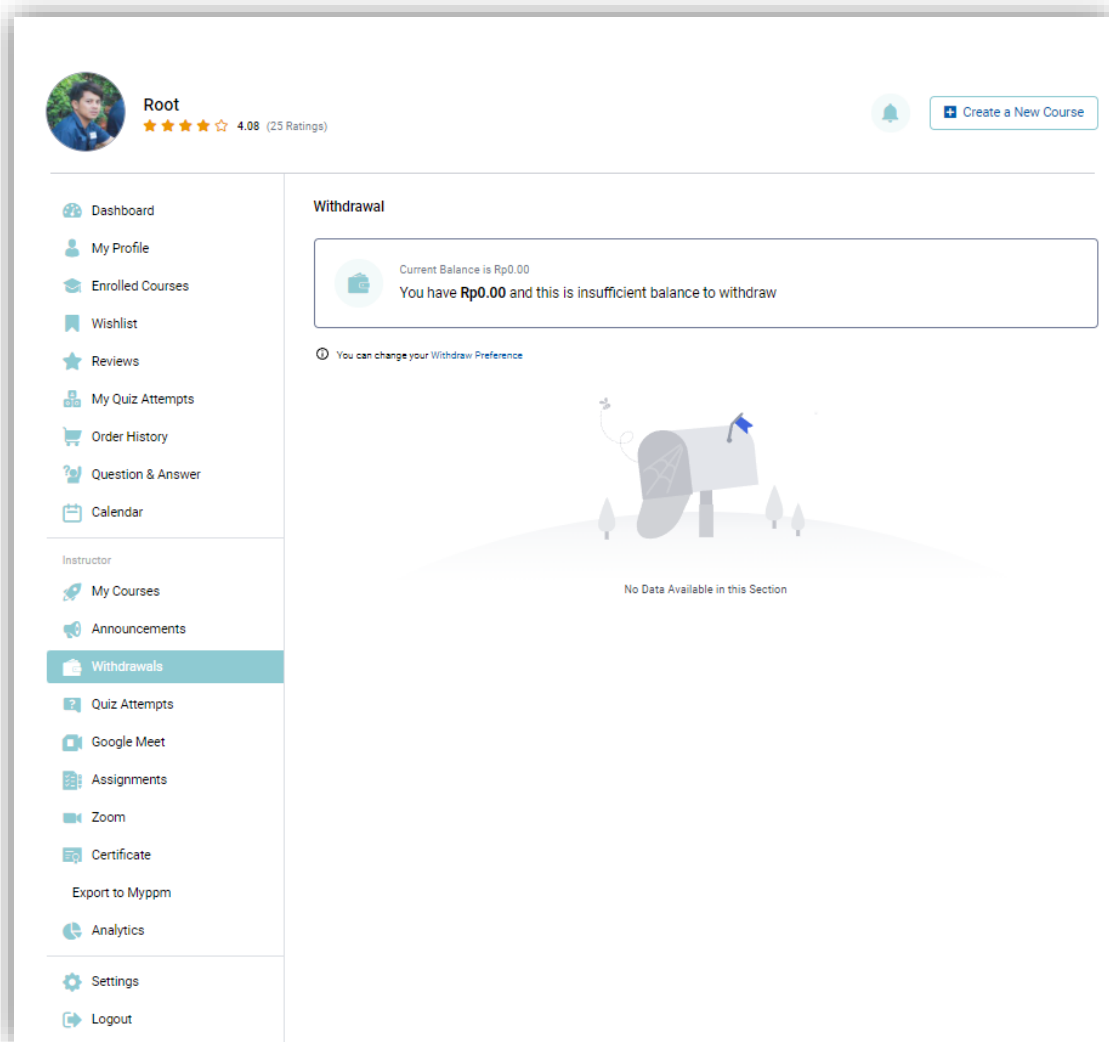 Root
4.08 (25 Ratings)
Create a New Course
Dashboard
My Profile
Enrolled Courses
Wishlist
Reviews
My Quiz Attempts
Order History
Question & Answer
Calendar
Instructor
My Courses
Announcements
Withdrawals
Quiz Attempts
Google Meet
Assignments
Zoom
Certificate
Export to Myppm
Analytics
Settings
Logout
Withdrawal
Current Balance is Rp0.00
You have Rp0.00 and this is insufficient balance to withdraw
You can change your Withdraw Preference
No Data Available in this Section